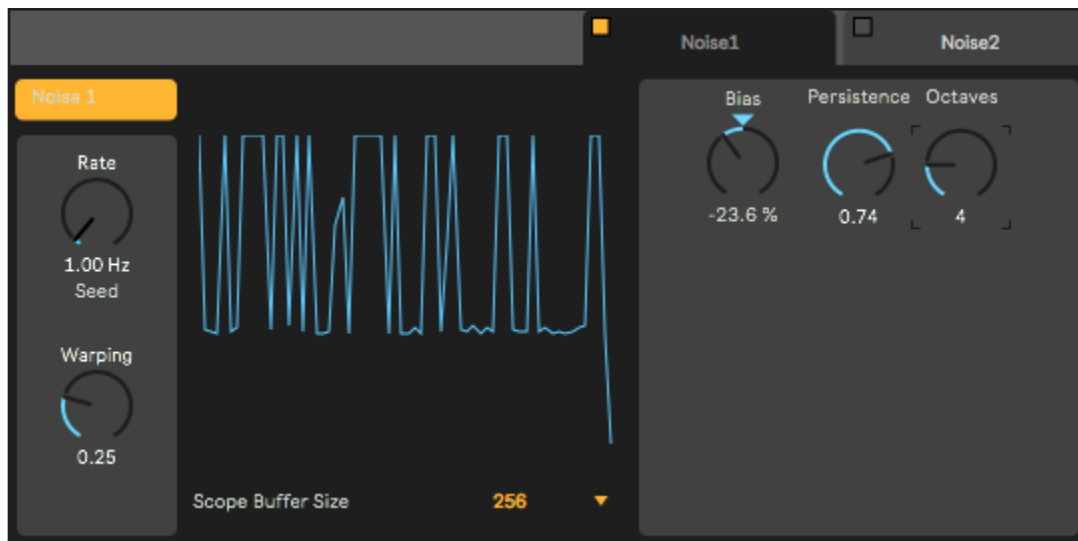 Noise1
Noise2
Noise 1
Rate
1.00 Hz
Seed
Warping
0.25
Scope Buffer Size 256
Bias Persistence Octaves
-23.6 % 0.74 4